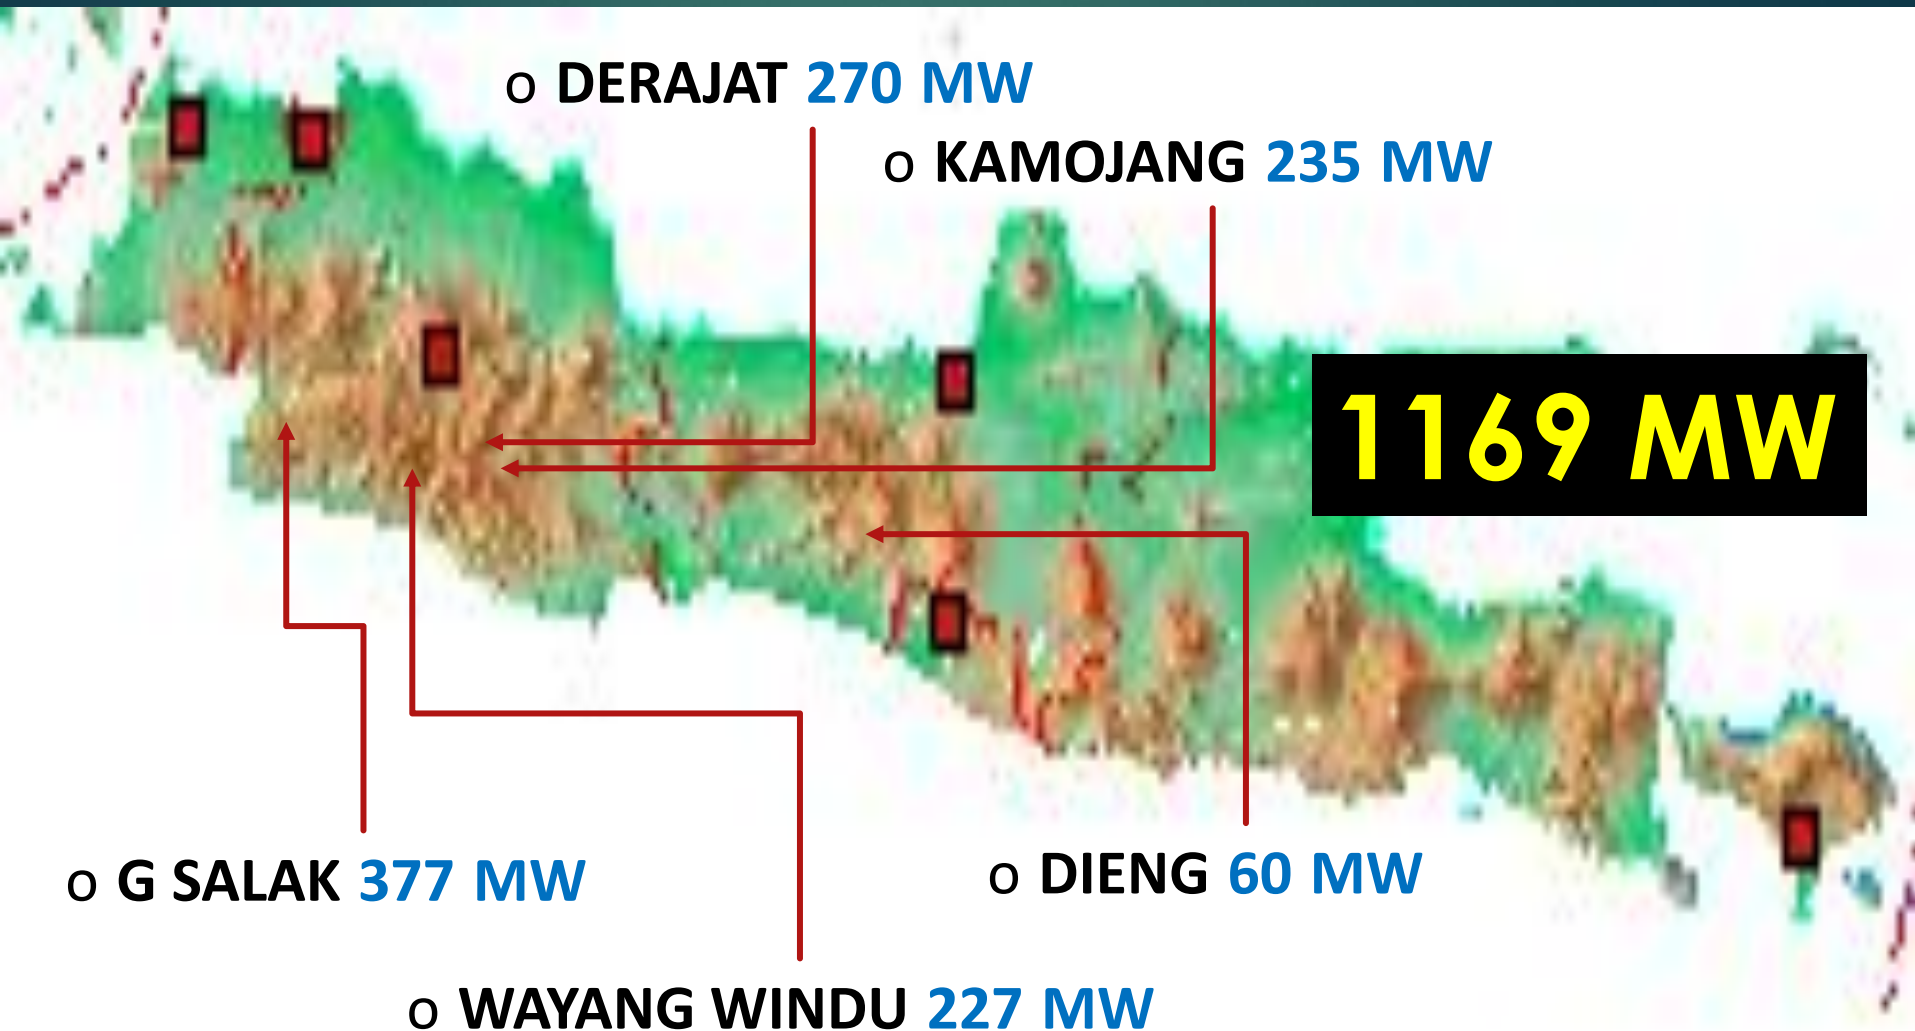 o DERAJAT 270 MW
o KAMOJANG 235 MW
1169 MW
o G SALAK 377 MW
o DIENG 60 MW
o WAYANG WINDU 227 MW